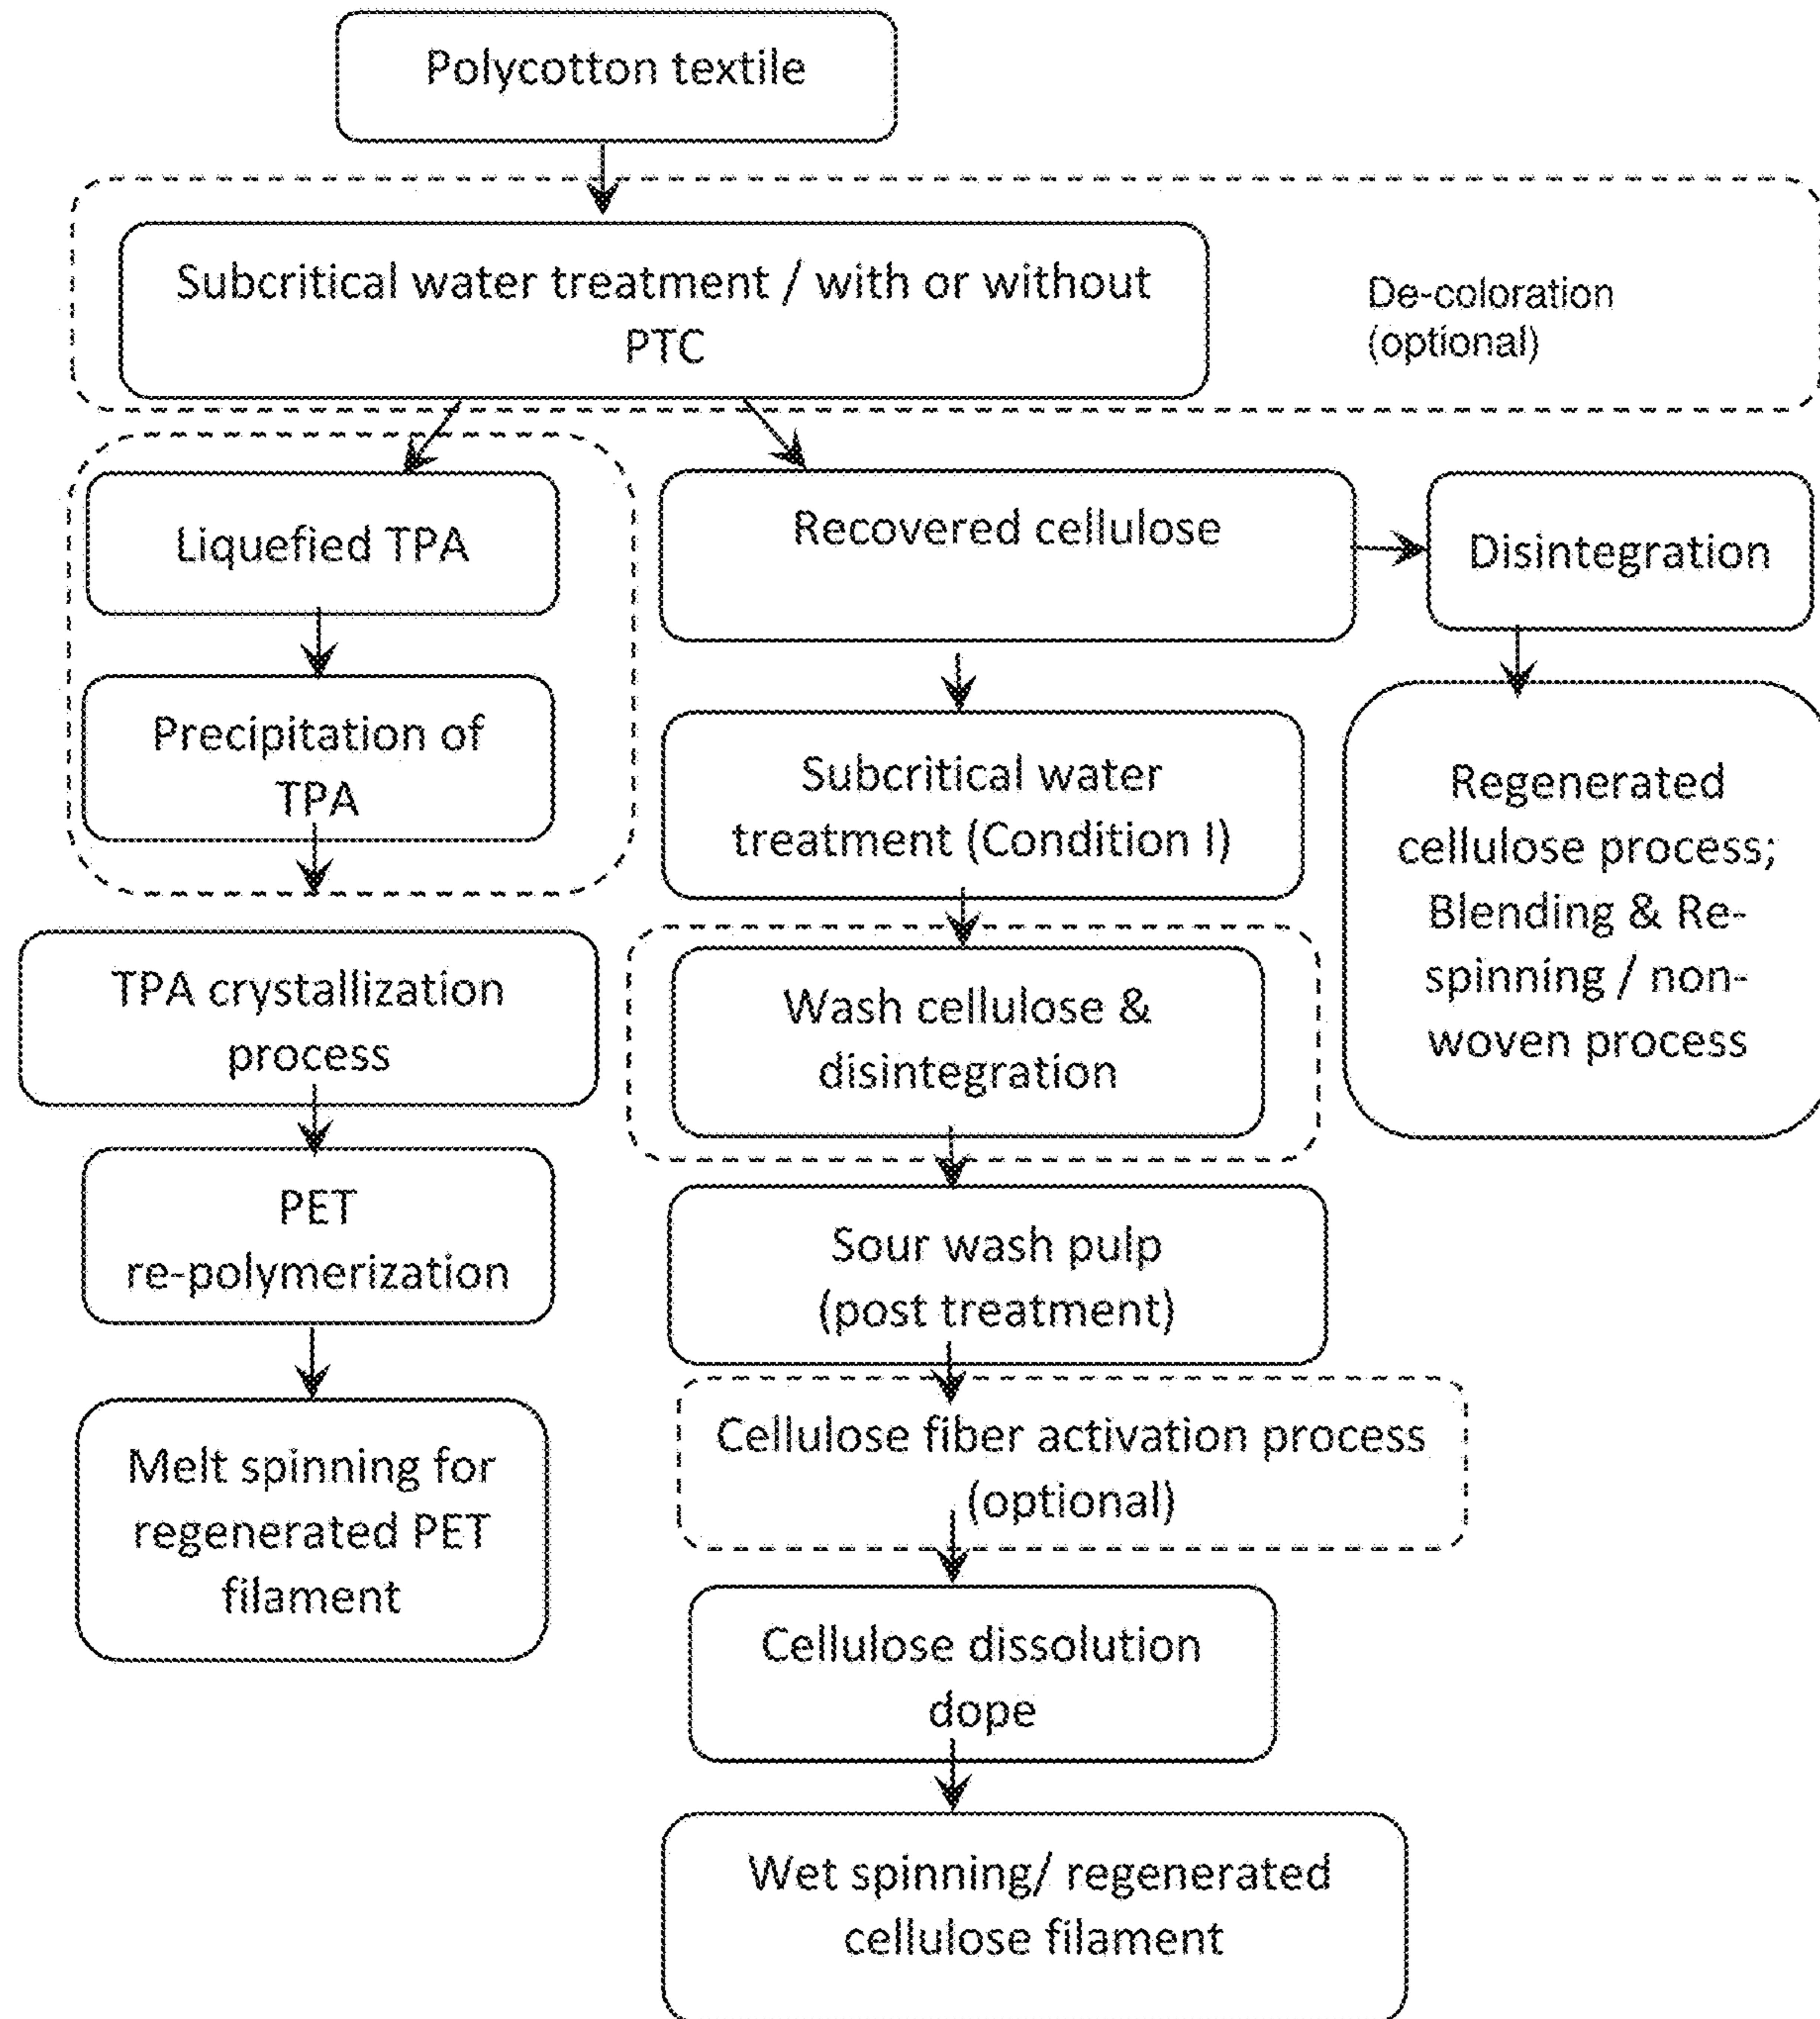 Polycotton textile
Subcritical water treatment / with or without
PTC
De-coloration
(optional)
Liquefied TPA
Precipitation of
TPA
TPA crystallization
process
PET
re-polymerization
Melt spinning for
regenerated PET
filament
Recovered cellulose
Subcritical water
treatment (Condition I)
Wash cellulose &
disintegration
Sour wash pulp
(post treatment)
Cellulose fiber activation process
(optional)
Cellulose dissolution
dope
Wet spinning/ regenerated
cellulose filament
Disintegration
Regenerated
cellulose process;
Blending & Re-
spinning / non-
woven process